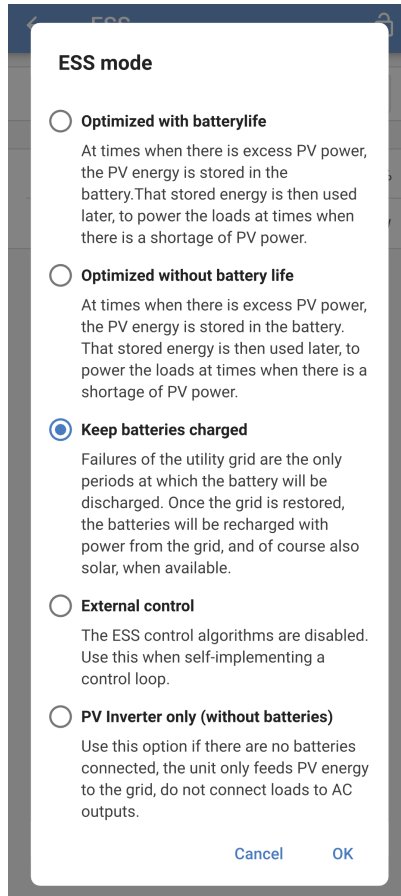 ESS mode
Optimized with batterylife
At times when there is excess PV power,
the PV energy is stored in the
battery.That stored energy is then used
later, to power the loads at times when
there is a shortage of PV power.
Optimized without battery life
At times when there is excess PV power,
the PV energy is stored in the battery.
That stored energy is then used later, to
power the loads at times when there is a
shortage of PV power.
Keep batteries charged
Failures of the utility grid are the only
periods at which the battery will be
discharged. Once the grid is restored,
the batteries will be recharged with
power from the grid, and of course also
solar, when available.
External control
The ESS control algorithms are disabled.
Use this when self-implementing a
control loop.
PV Inverter only (without batteries)
Use this option if there are no batteries
connected, the unit only feeds PV energy
to the grid, do not connect loads to AC
outputs.
Cancel OK